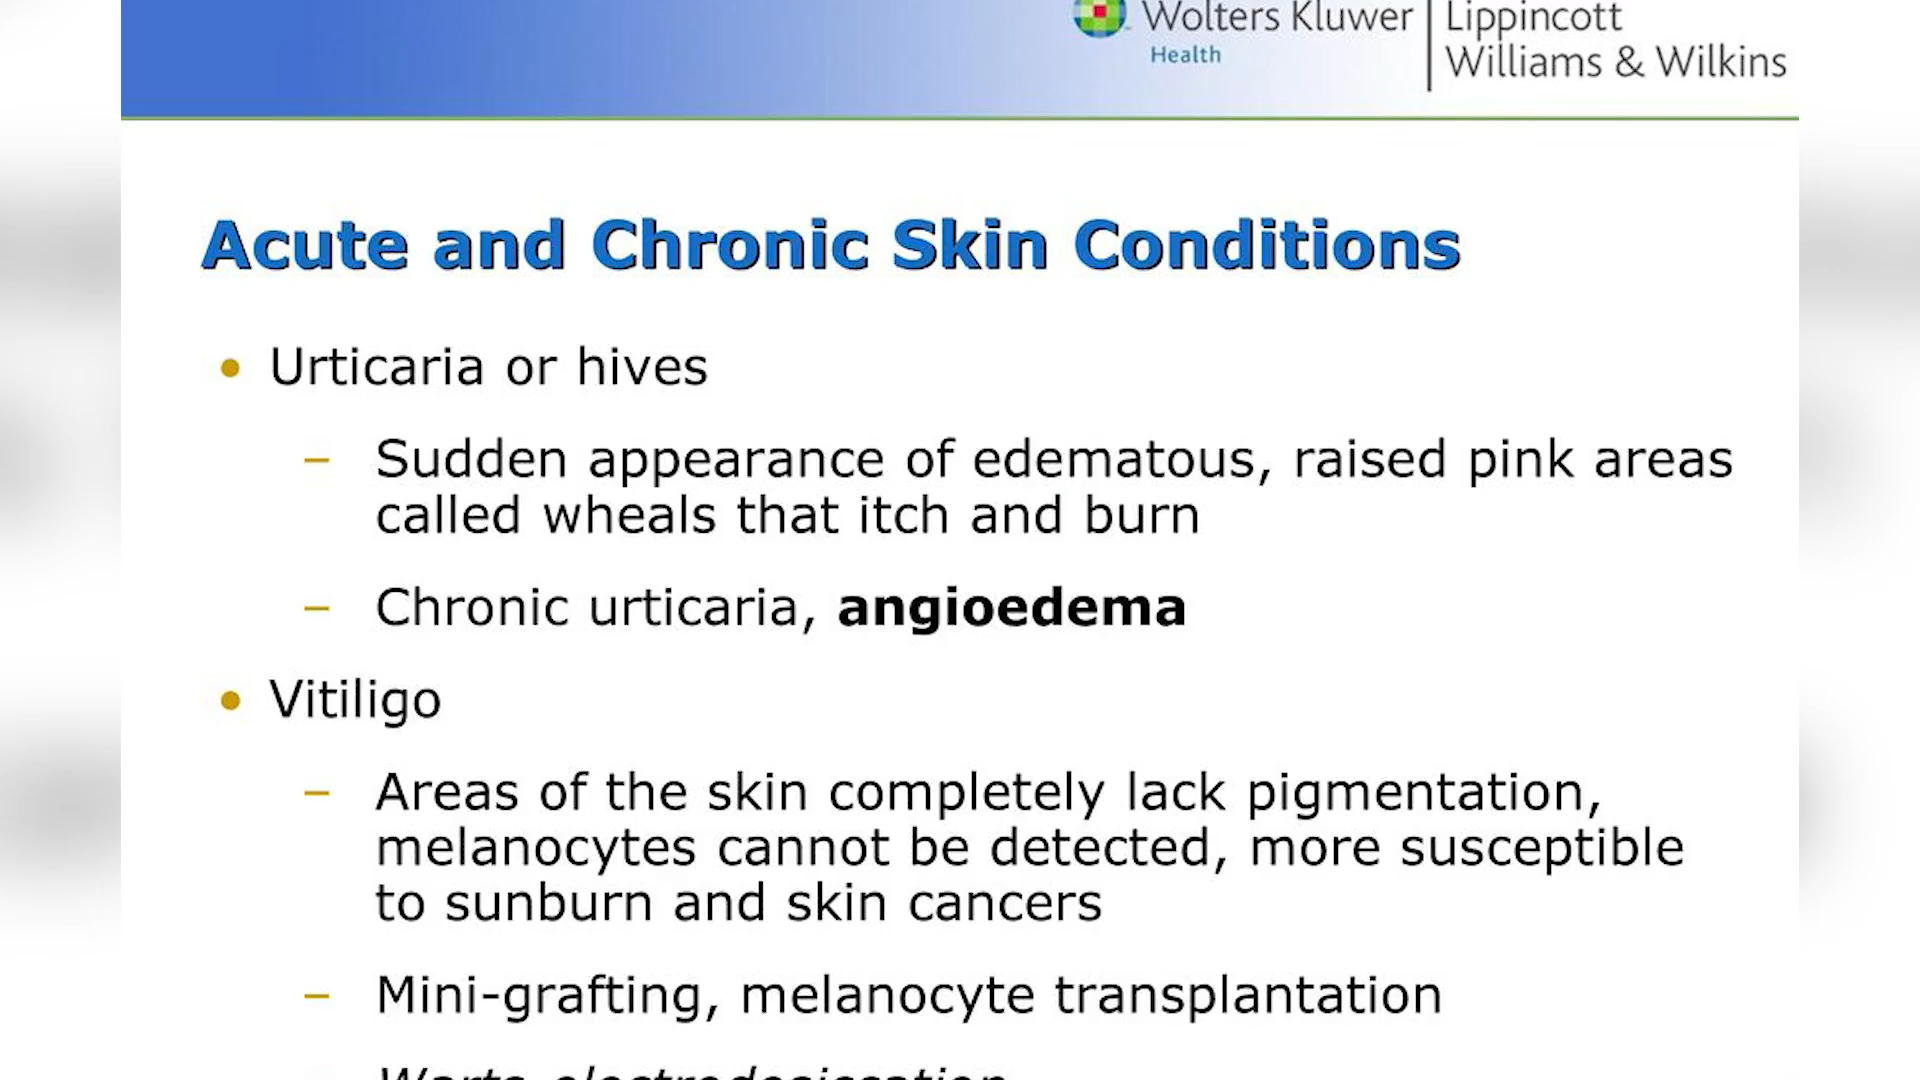 Wolters Kluwer
Health
Lippincott
Williams & Wilkins
Acute and Chronic Skin Conditions
• Urticaria or hives
– Sudden appearance of edematous, raised pink areas
called wheals that itch and burn
– Chronic urticaria, angioedema
• Vitiligo
– Areas of the skin completely lack pigmentation,
melanocytes cannot be detected, more susceptible
to sunburn and skin cancers
– Mini-grafting, melanocyte transplantation